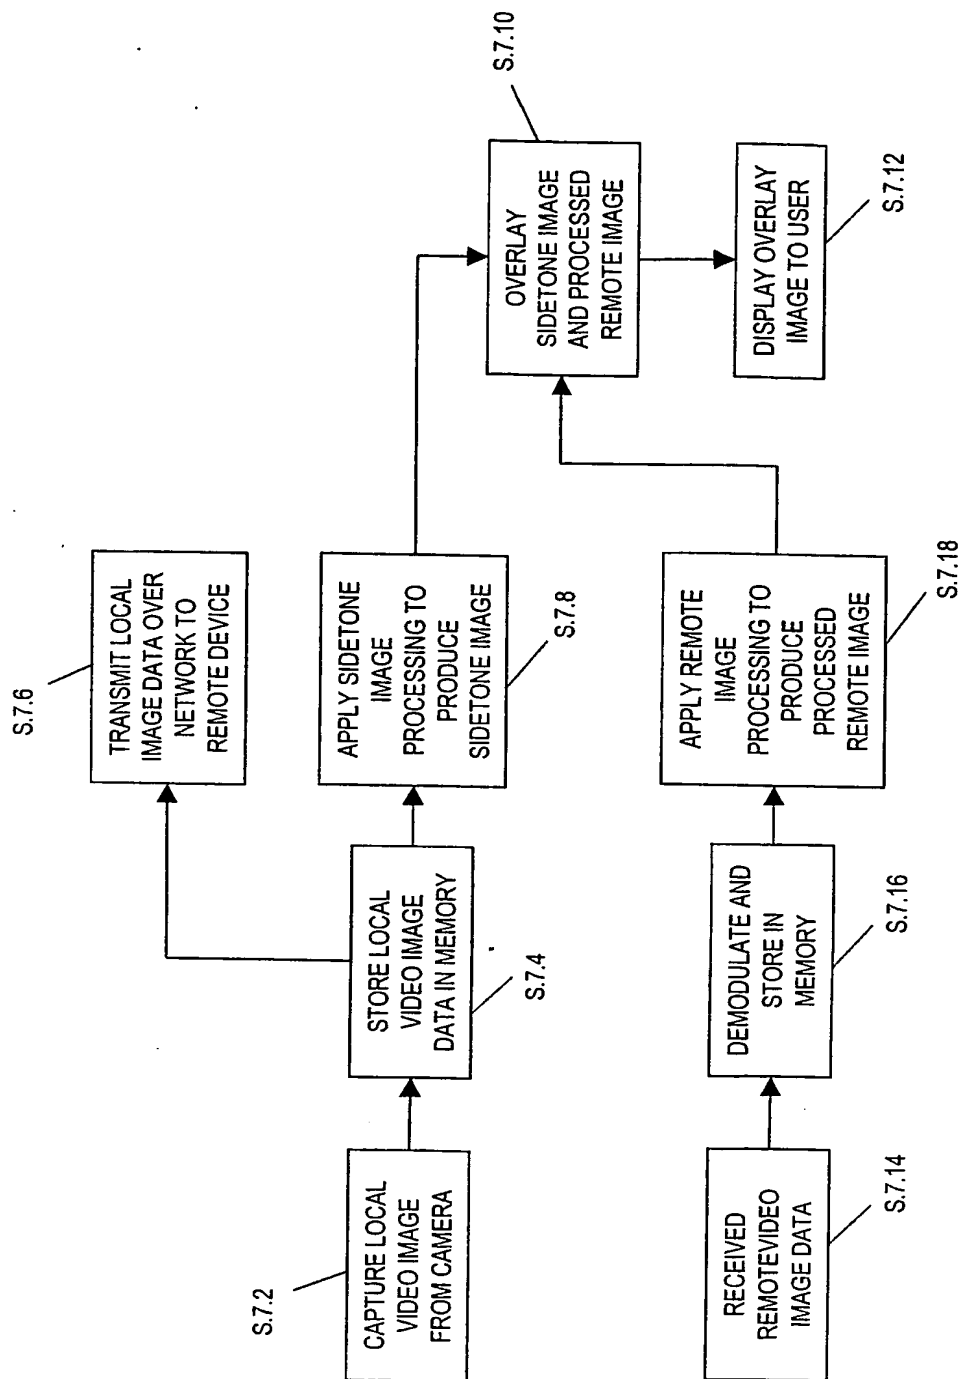 S.7.2
CAPTURE LOCAL
VIDEO IMAGE
FROM CAMERA
STORE LOCAL
VIDEO IMAGE
DATA IN MEMORY
S.7.4
S.7.6
TRANSMIT LOCAL
IMAGE DATA OVER
NETWORK TO
REMOTE DEVICE
APPLY SIDETONE
IMAGE
PROCESSING TO
PRODUCE
SIDETONE IMAGE
S.7.8
S.7.10
OVERLAY
SIDETONE IMAGE
AND PROCESSED
REMOTE IMAGE
DISPLAY OVERLAY
IMAGE TO USER
S.7.12
RECEIVED
REMOTEVIDEO
IMAGE DATA
S.7.14
DEMODULATE AND
STORE IN
MEMORY
S.7.16
APPLY REMOTE
IMAGE
PROCESSING TO
PRODUCE
PROCESSED
REMOTE IMAGE
S.7.18